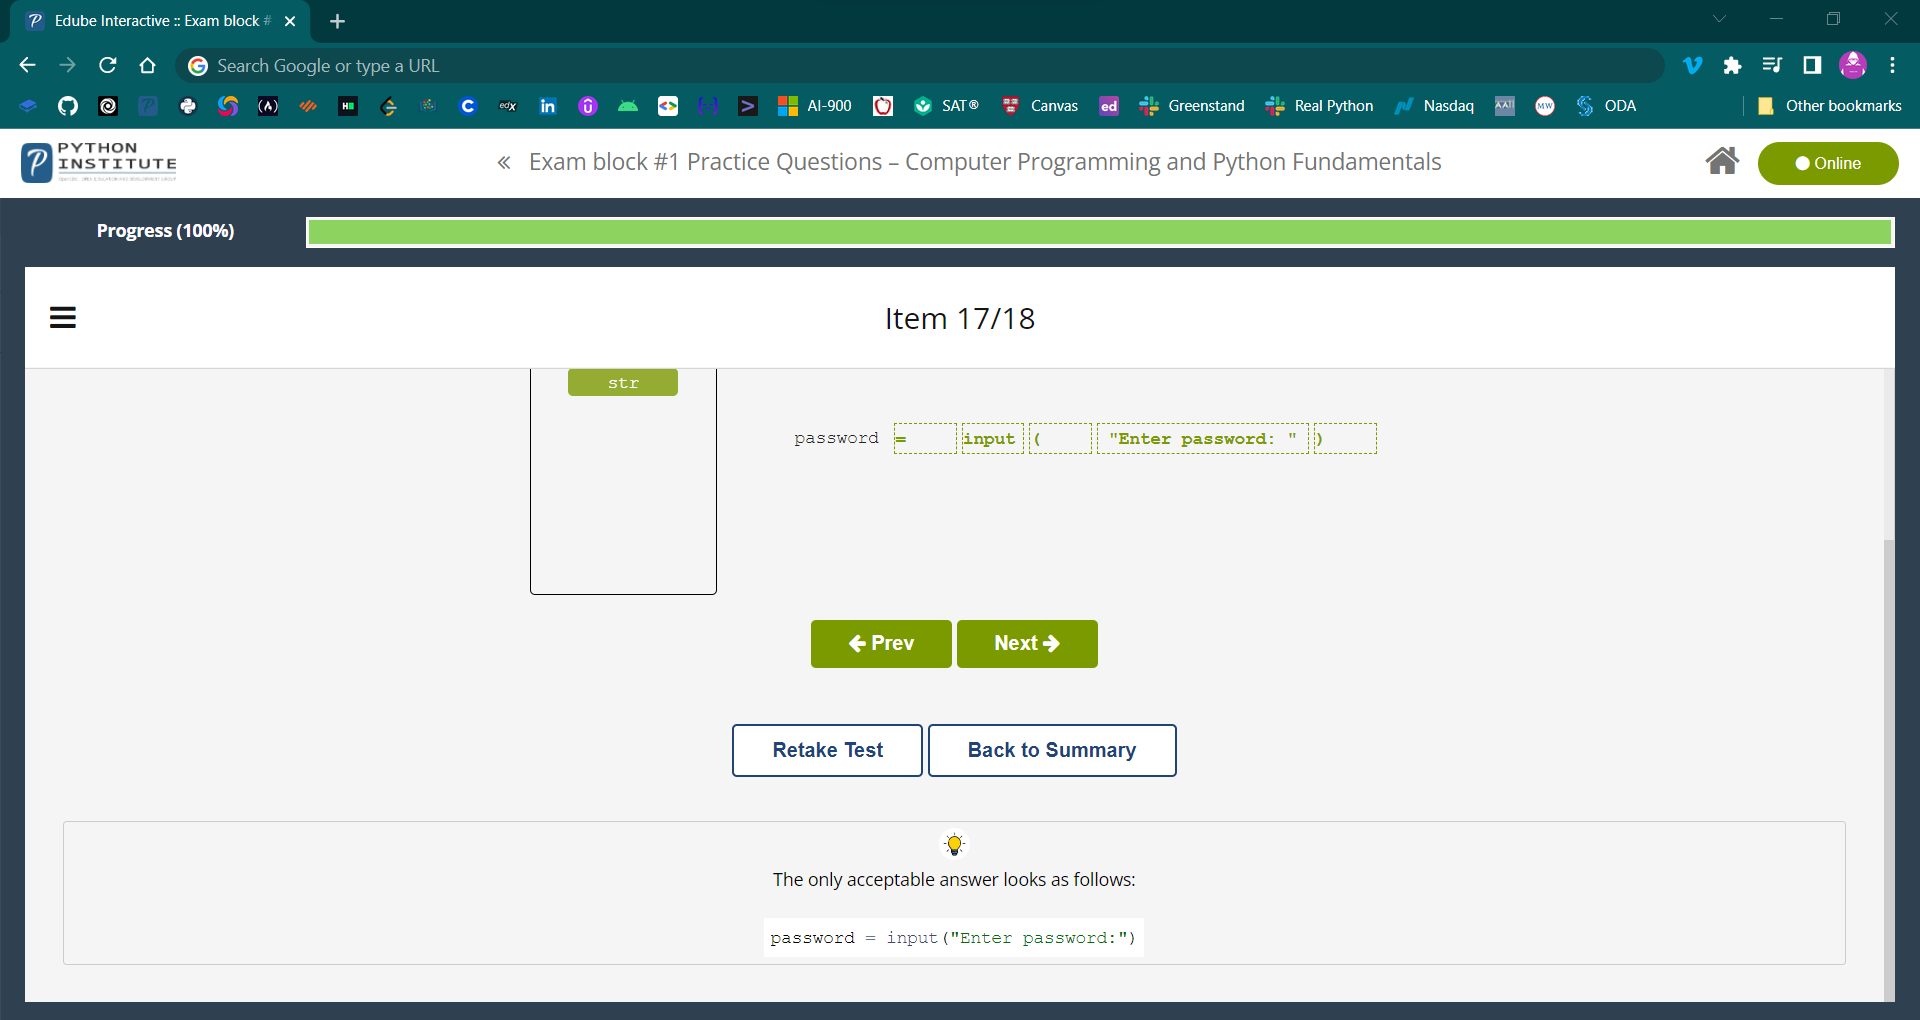 Edube Interactive :: Exam block #
Search Google or type a URL
AI-900 SAT® Canvas ed Greenstand Real Python Nasdaq AATI MW ODA Other bookmarks
PYTHON
INSTITUTE
« Exam block #1 Practice Questions – Computer Programming and Python Fundamentals
Online
Progress (100%)
Item 17/18
str
password = input ( "Enter password: " )
Prev Next
Retake Test Back to Summary
The only acceptable answer looks as follows:
password = input("Enter password:")